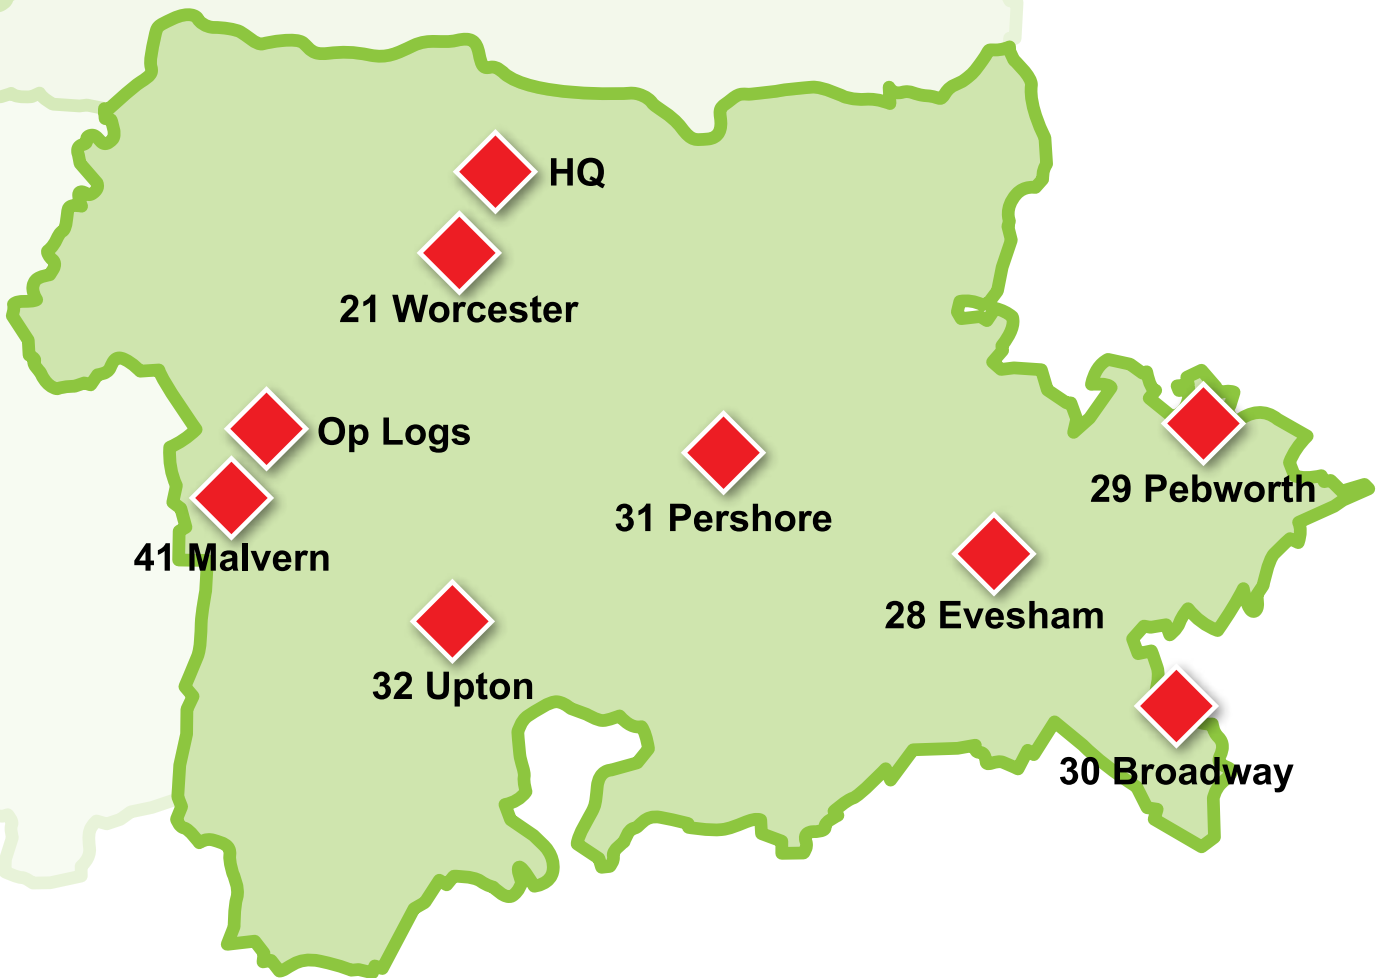 HQ
21 Worcester
Op Logs
29 Pebworth
31 Pershore
41 Malvern
28 Evesham
32 Upton
30 Broadway